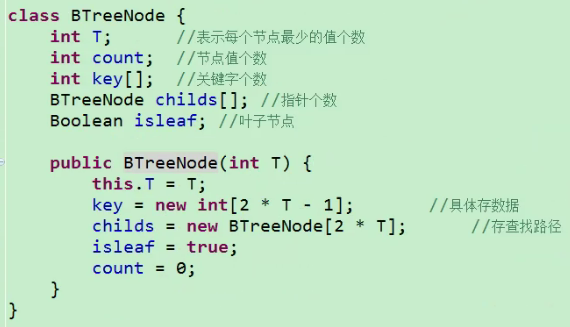 class BTreeNode {
    int T;        //表示每个节点最少的值个数
    int count;  //节点值个数
    int key[];  //关键字个数
    BTreeNode childs[]; //指针个数
    Boolean isleaf; //叶子节点
    public BTreeNode(int T) {
        this.T = T;
        key = new int[2 * T - 1];        //具体存数据
        childs = new BTreeNode[2 * T];        //存查找路径
        isleaf = true;
        count = 0;
    }
}